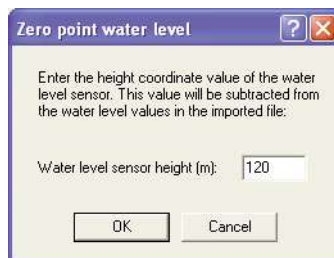 Zero point water level
Enter the height coordinate value of the water
level sensor. This value will be subtracted from
the water level values in the imported file:
Water level sensor height (m): 120
OK Cancel